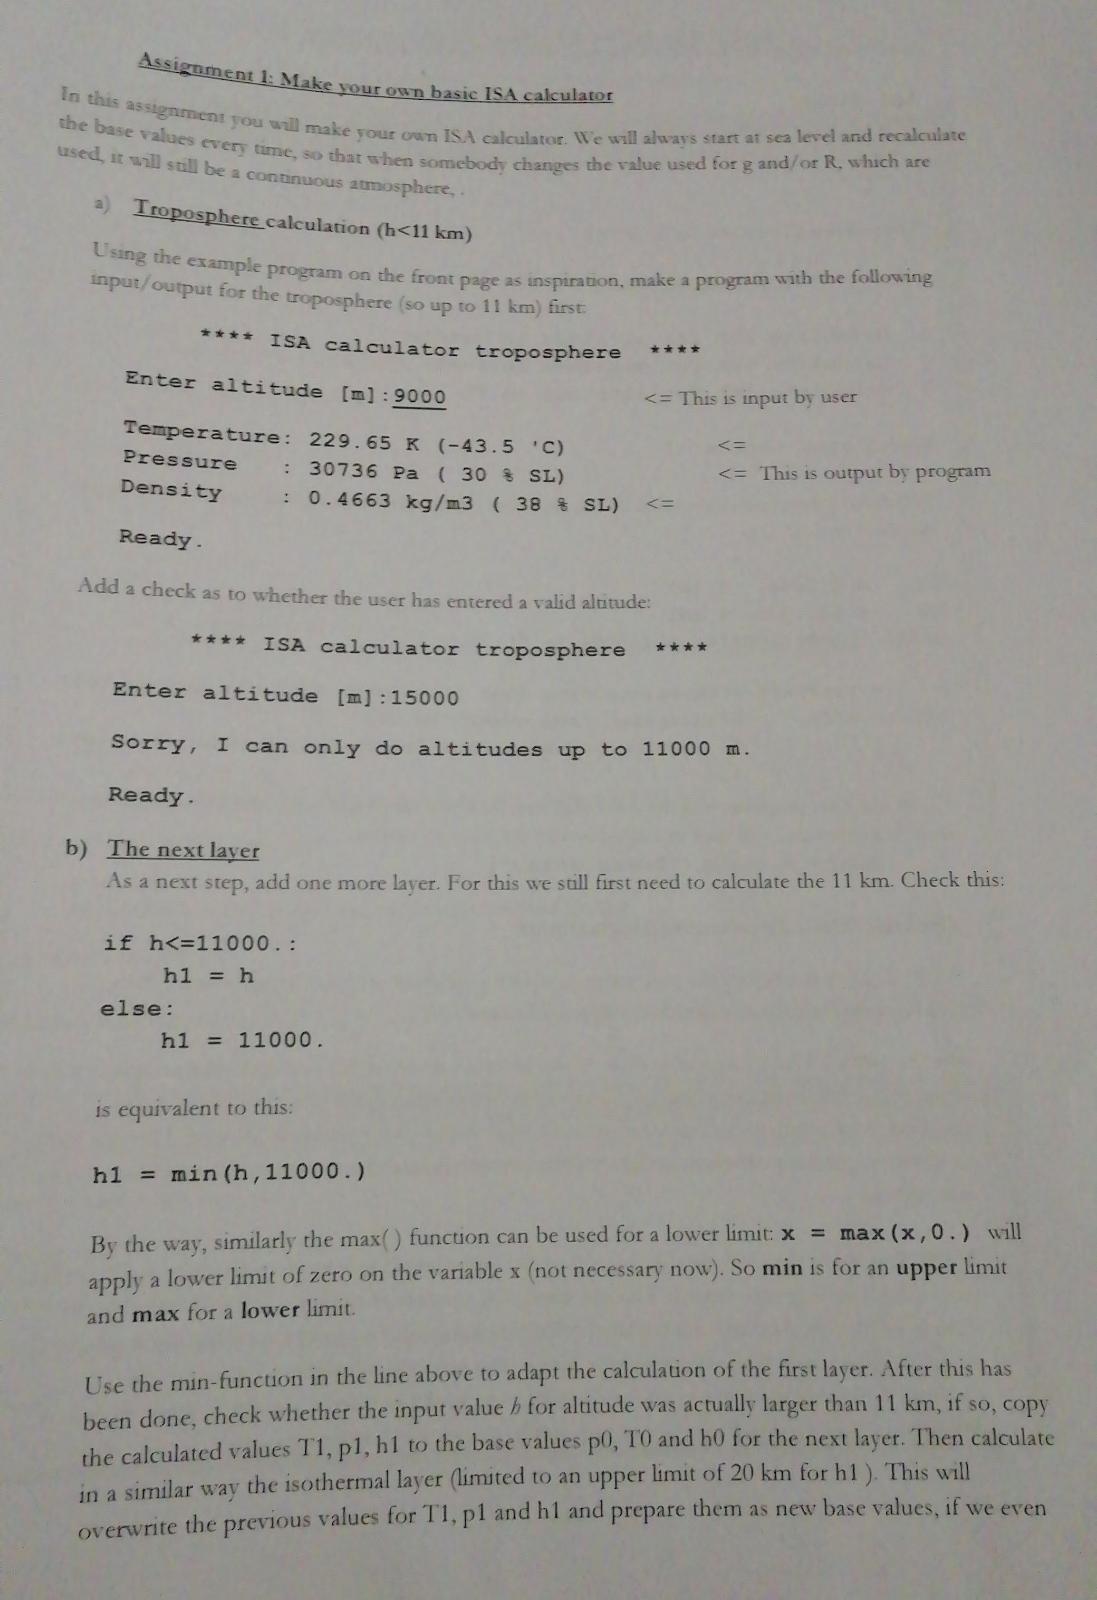 Assignment 1: Make your own basic ISA calculator
In this assignment you will make your own ISA calculator. We will always start at sea level and recalculate
the base values every time, so that when somebody changes the value used for g and/or R, which are
used, it will still be a continuous atmosphere, .
a) Troposphere calculation (h<11 km)
Using the example program on the front page as inspiration, make a program with the following
input/output for the troposphere (so up to 11 km) first:
**** ISA calculator troposphere ****
Enter altitude [m]:9000 <= This is input by user
Temperature: 229.65 K (-43.5 'C) <=
Pressure : 30736 Pa ( 30 % SL) <= This is output by program
Density : 0.4663 kg/m3 ( 38 % SL) <=
Ready.
Add a check as to whether the user has entered a valid altitude:
**** ISA calculator troposphere ****
Enter altitude [m]:15000
Sorry, I can only do altitudes up to 11000 m.
Ready.
b) The next layer
As a next step, add one more layer. For this we still first need to calculate the 11 km. Check this:
if h<=11000.:
h1 = h
else:
h1 = 11000.
is equivalent to this:
h1 = min(h,11000.)
By the way, similarly the max( ) function can be used for a lower limit: x = max(x,0.) will
apply a lower limit of zero on the variable x (not necessary now). So min is for an upper limit
and max for a lower limit.
Use the min-function in the line above to adapt the calculation of the first layer. After this has
been done, check whether the input value h for altitude was actually larger than 11 km, if so, copy
the calculated values T1, p1, h1 to the base values p0, T0 and h0 for the next layer. Then calculate
in a similar way the isothermal layer (limited to an upper limit of 20 km for h1 ). This will
overwrite the previous values for T1, p1 and h1 and prepare them as new base values, if we even